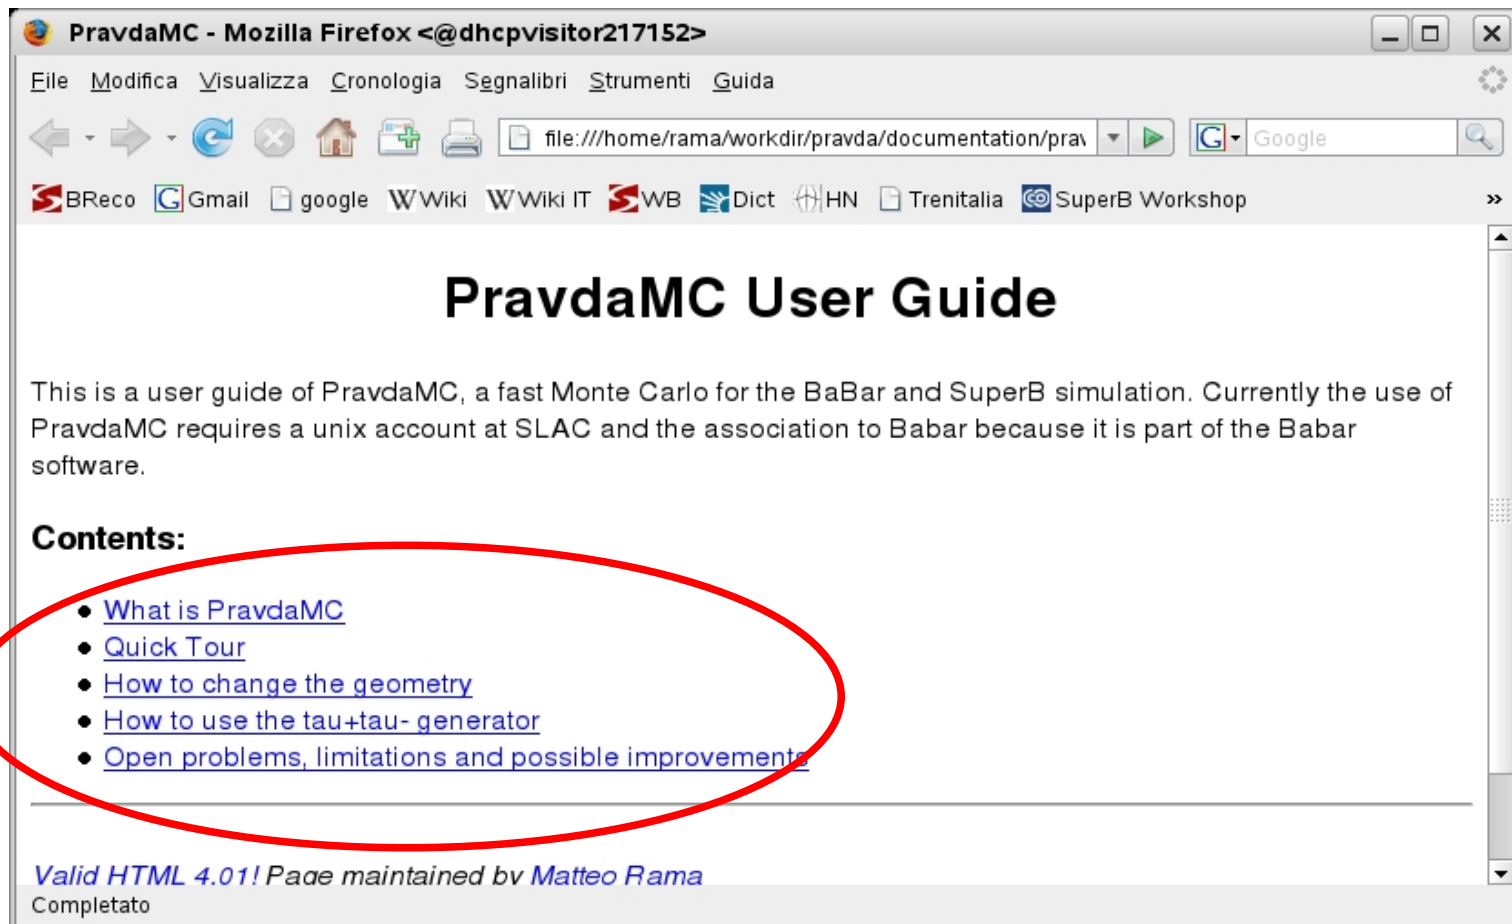 PravdaMC - Mozilla Firefox <@dhcpvisitor217152>
File Modifica Visualizza Cronologia Segnalibri Strumenti Guida
file:///home/rama/workdir/pravda/documentation/prav G Google
BReco G Gmail google W Wiki W Wiki IT WB Dict HN Trenitalia SuperB Workshop »
PravdaMC User Guide
This is a user guide of PravdaMC, a fast Monte Carlo for the BaBar and SuperB simulation. Currently the use of
PravdaMC requires a unix account at SLAC and the association to Babar because it is part of the Babar
software.
Contents:
• What is PravdaMC
• Quick Tour
• How to change the geometry
• How to use the tau+tau- generator
• Open problems, limitations and possible improvements
Valid HTML 4.01! Page maintained by Matteo Rama
Completato